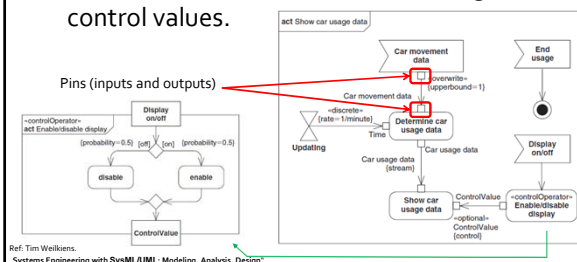 control values.
Pins (inputs and outputs)
act Show car usage data
Car movement
data
End
usage
«overwrite»
{upperbound=1}
Car movement data
«discrete»
{rate=1/minute}
Updating
Time
Determine car
usage data
Car usage data
Car usage data
{stream}
Display
on/off
Show car
usage data
ControlValue
«optional»
ControlValue
{control}
«controlOperator»
Enable/disable
display
Display
on/off
«controlOperator»
act Enable/disable display
{probability=0.5}
[off]
[on]
{probability=0.5}
disable
enable
ControlValue
Ref: Tim Weilkiens.
"Systems Engineering with SysML/UML: Modeling, Analysis, Design"